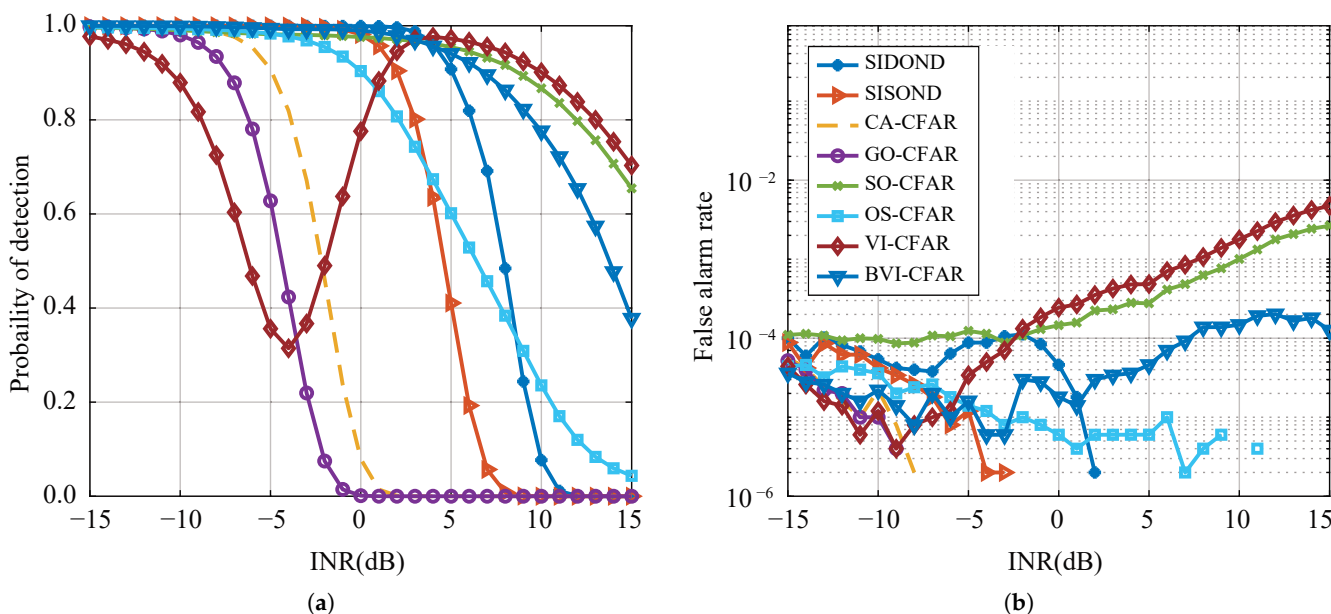 1.0
0.8
0.6
0.4
0.2
0.0
−15
−10
−5
0
5
10
15
Probaility of detection
INR(dB)
(a)
SIDOND
SISOND
CA-CFAR
GO-CFAR
SO-CFAR
OS-CFAR
VI-CFAR
BVI-CFAR
10−2
10−4
10−6
−15
−10
−5
0
5
10
15
False alarm rate
INR(dB)
(b)